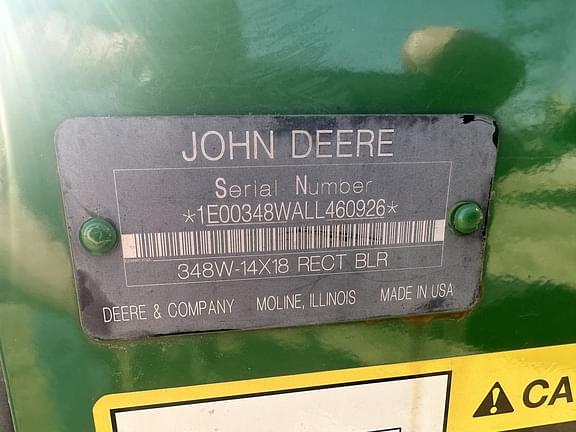 JOHN DEERE
Serial Number
*1E00348WALL460926*
348W-14X18 RECT BLR
DEERE & COMPANY MOLINE, ILLINOIS MADE IN USA
CA